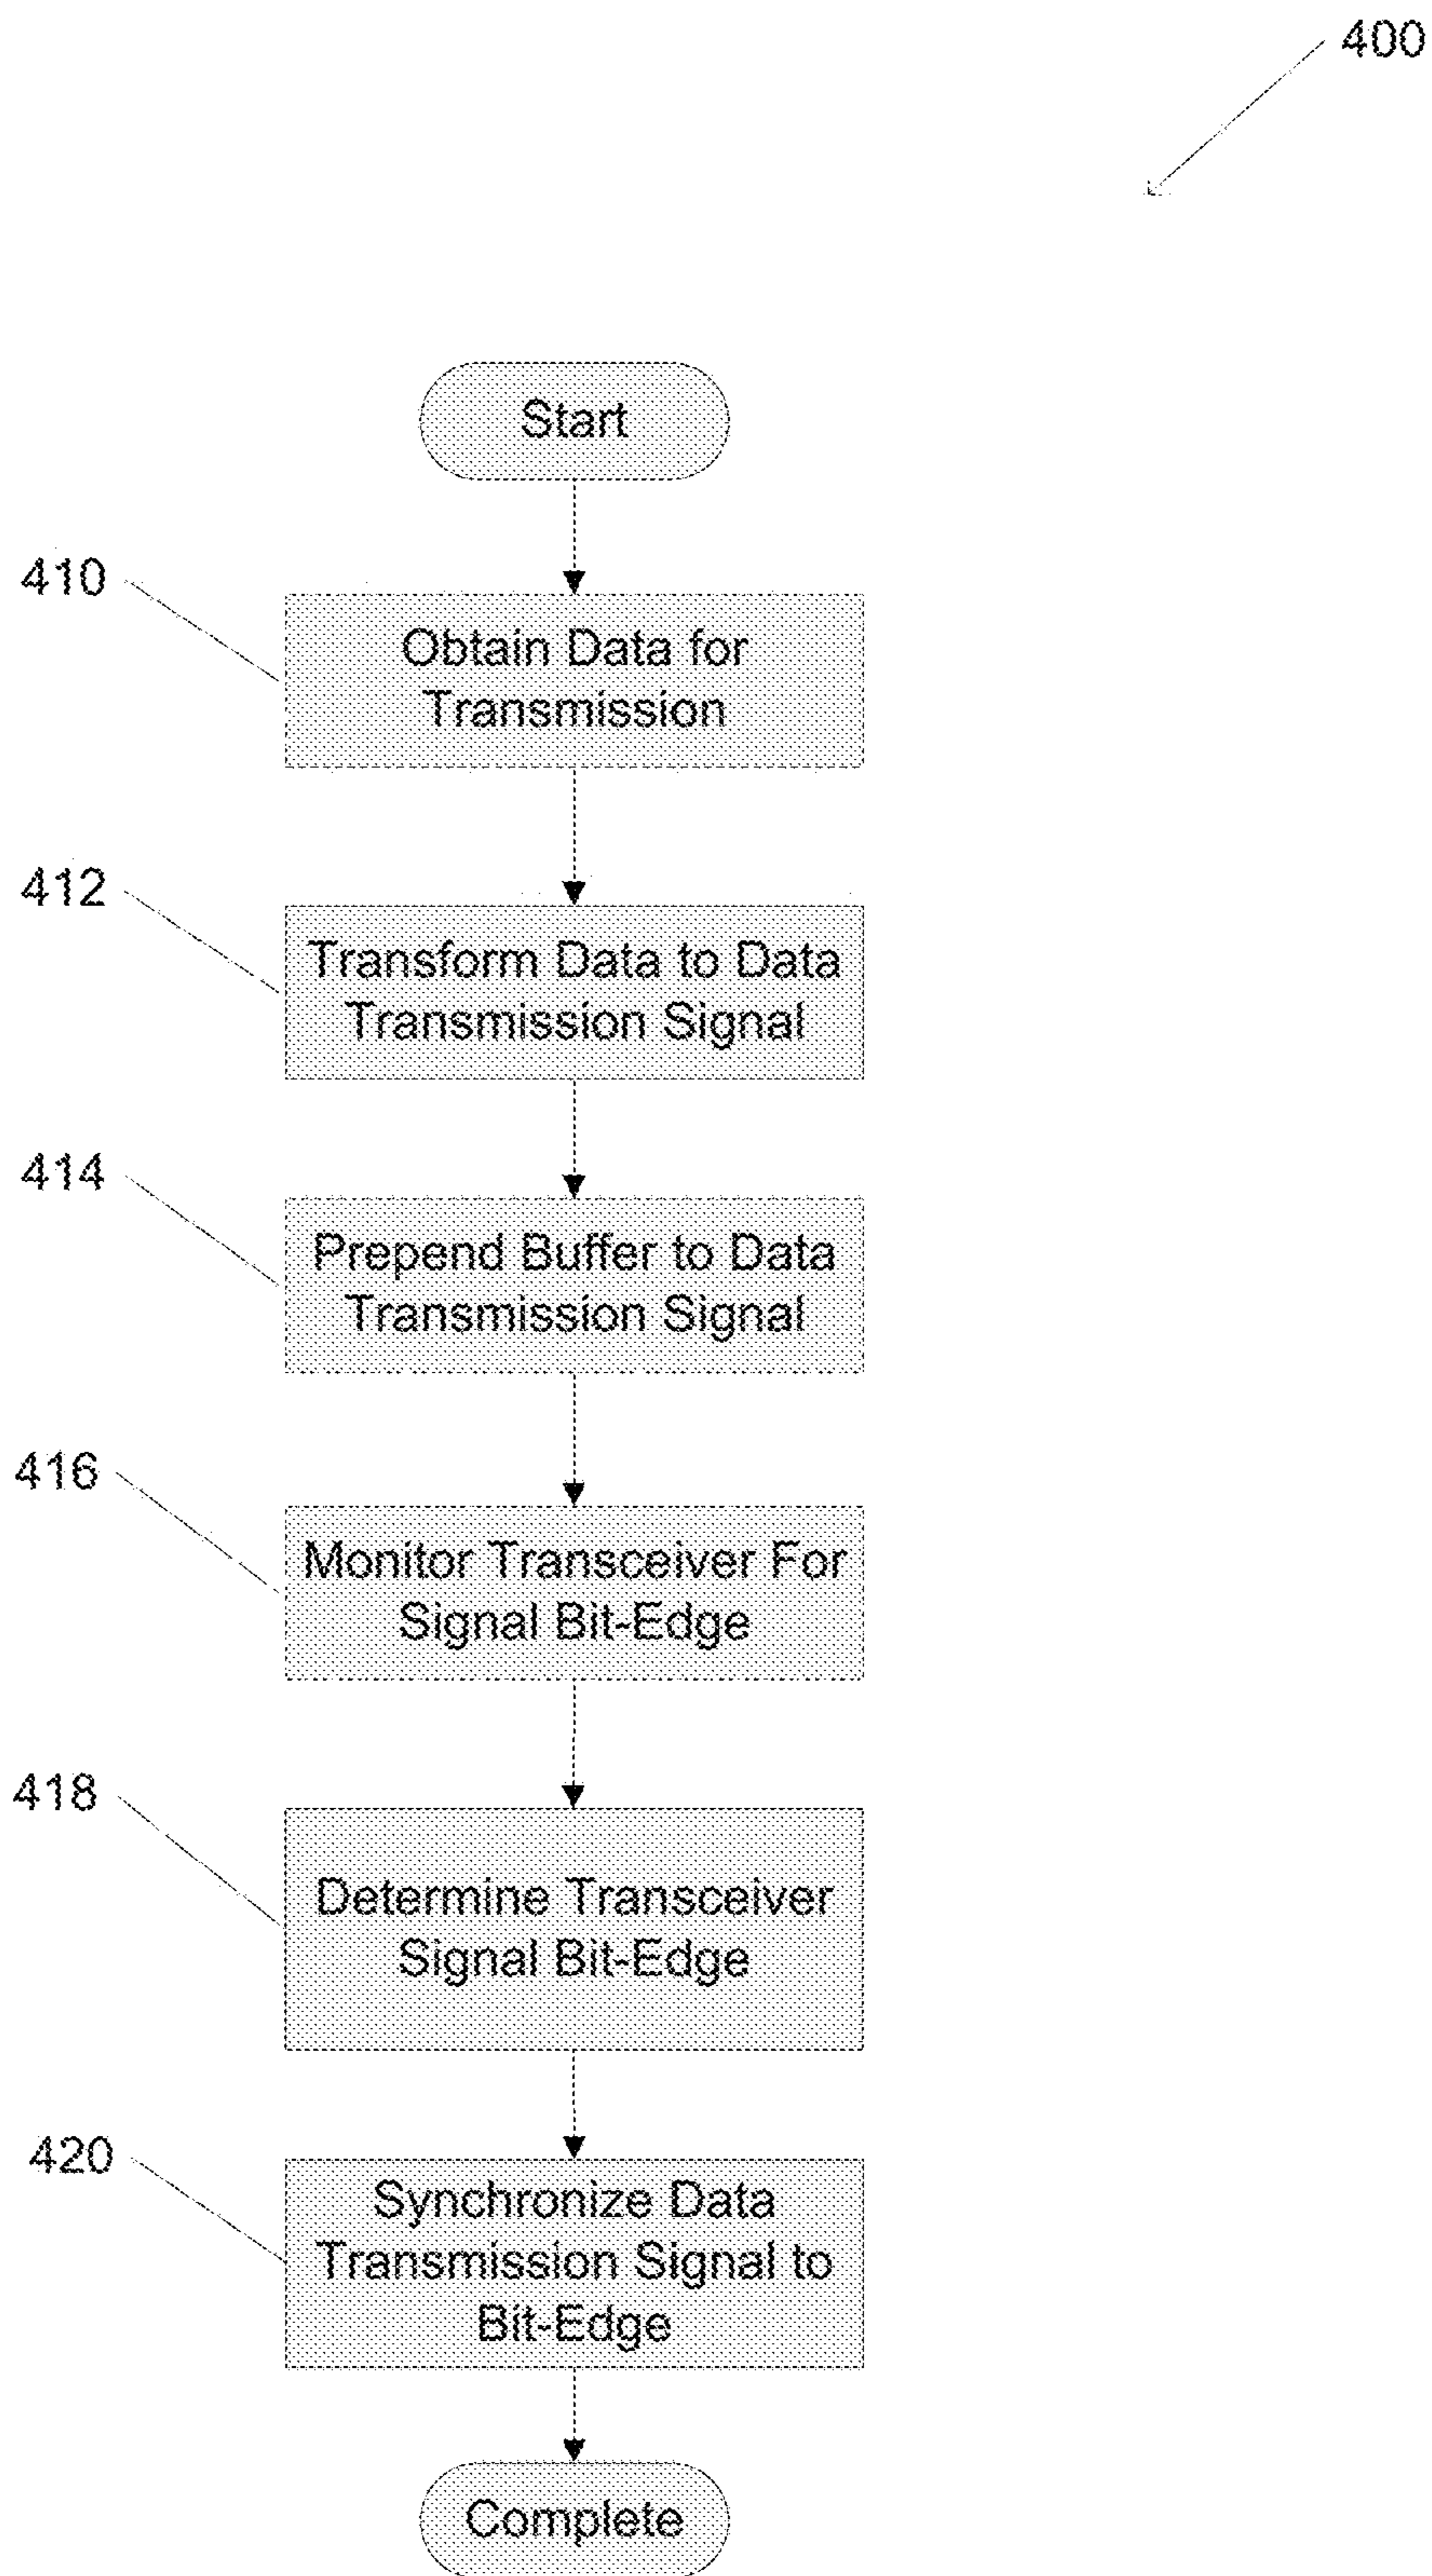 400
Start
410
Obtain Data for
Transmission
412
Transform Data to Data
Transmission Signal
414
Prepend Buffer to Data
Transmission Signal
416
Monitor Transceiver For
Signal Bit-Edge
418
Determine Transceiver
Signal Bit-Edge
420
Synchronize Data
Transmission Signal to
Bit-Edge
Complete